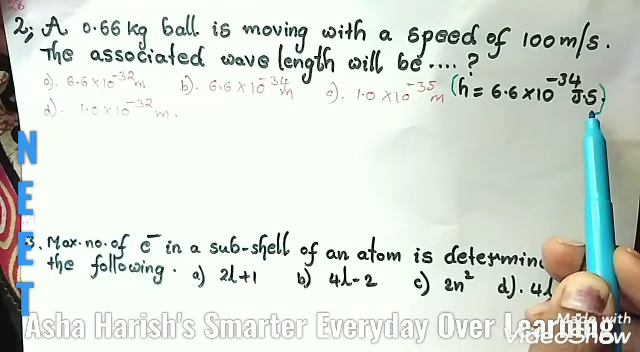 2, A 0.66 kg ball is moving with a speed of 100 m/s.
The associated wave length will be ....?
a). 6.6 x 10^-32 m b). 6.6 x 10^-34 m c). 1.0 x 10^-35 m (h = 6.6 x 10^-34 J.S)
d). 1.0 x 10^-32 m.
NEET
3. Max. no. of e^- in a sub-shell of an atom is determin
the following. a) 2l+1 b) 4l-2 c) 2n^2 d). 4l
Asha Harish's Smarter Everyday Over Learning
Made with
VideoShow